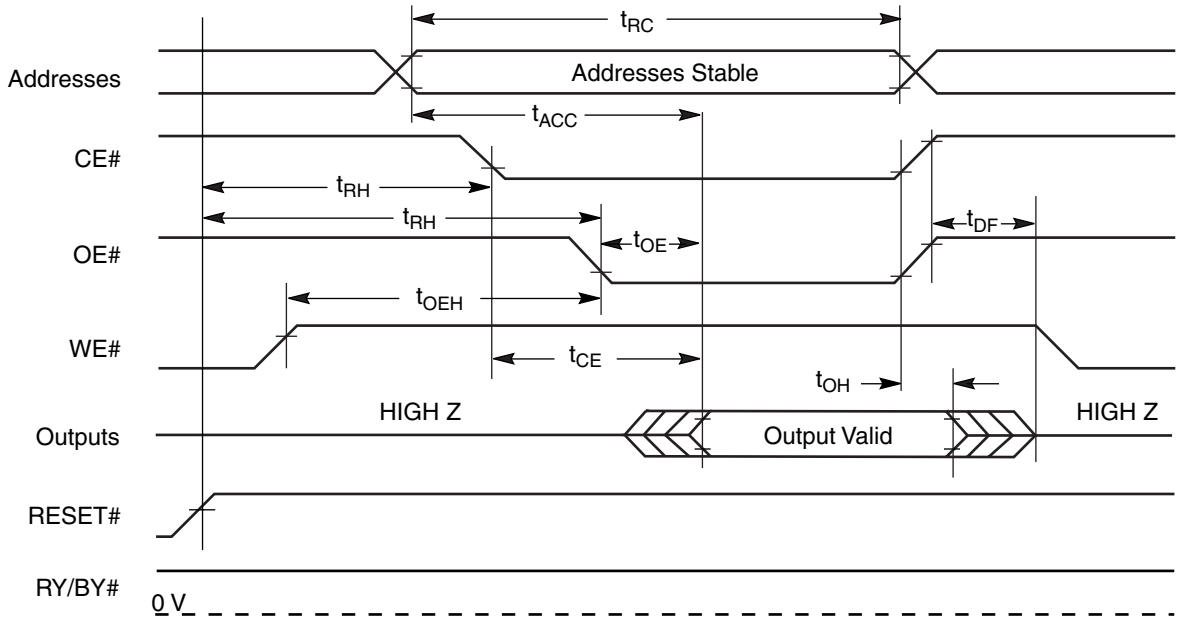 tRC
Addresses
Addresses Stable
tACC
CE#
tRH
tRH
tDF
OE#
tOE
tOEH
WE#
tCE
tOH
HIGH Z
HIGH Z
Outputs
Output Valid
RESET#
RY/BY#
0 V